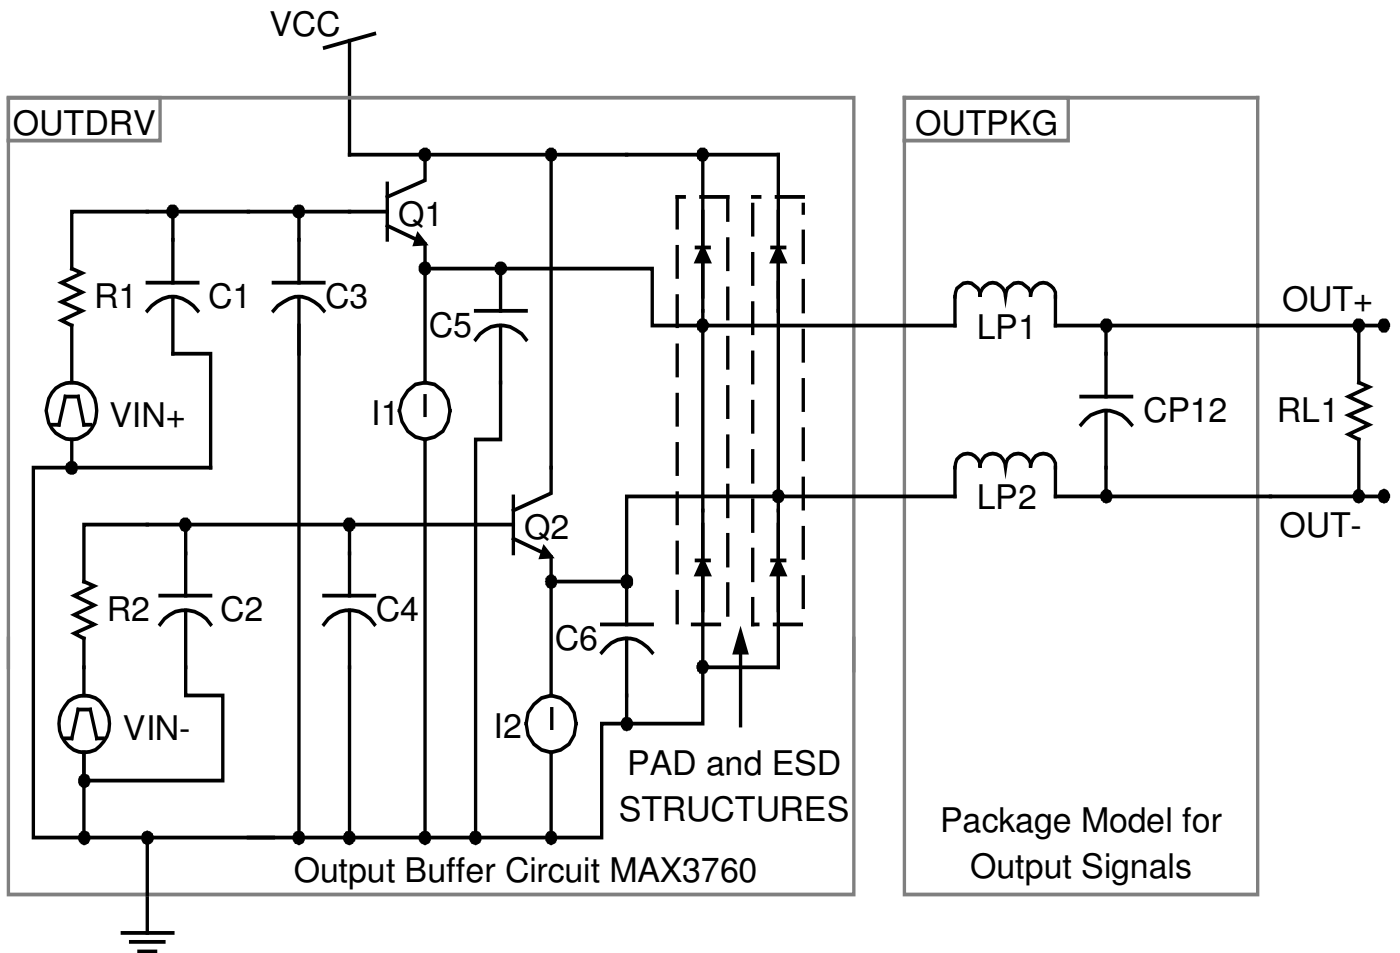 VCC
OUTDRV
OUTPKG
Q1
R1
C1
C3
C5
VIN+
I1
I
LP1
OUT+
CP12
RL1
LP2
OUT-
Q2
R2
C2
C4
C6
VIN-
I2
I
PAD and ESD
STRUCTURES
Package Model for
Output Signals
Output Buffer Circuit MAX3760